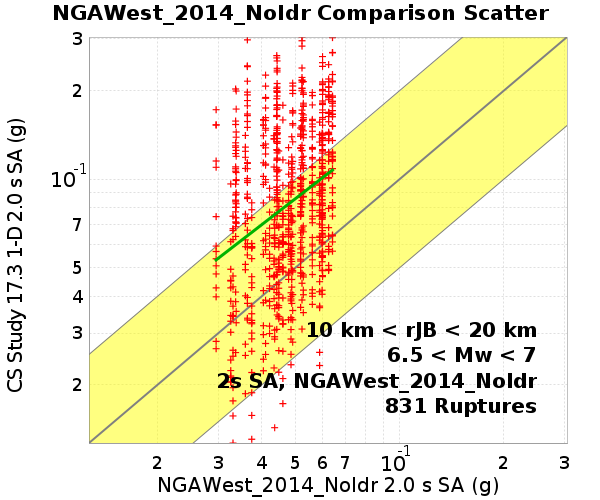 NGAWest_2014_NoIdr Comparison Scatter
CS Study 17.3 1-D 2.0 s SA (g)
3
2
10-1
7
5
4
3
2
10 km < rJB < 20 km
6.5 < Mw < 7
2s SA, NGAWest_2014_NoIdr
831 Ruptures
2 3 4 5 6 7 10-1 2 3
NGAWest_2014_NoIdr 2.0 s SA (g)